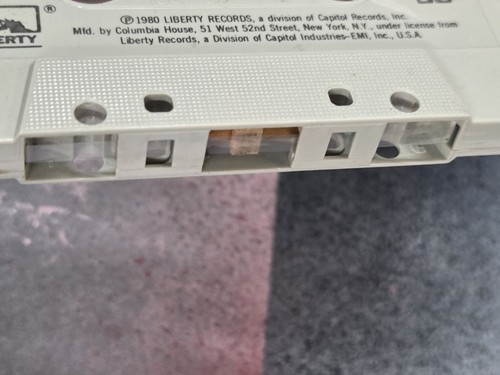 ®
ERTY
℗ 1980 LIBERTY RECORDS, a division of Capitol Records, Inc.
Mfd. by Columbia House, 51 West 52nd Street, New York, N.Y., under license from
Liberty Records, a Division of Capitol Industries-EMI, Inc., U.S.A.